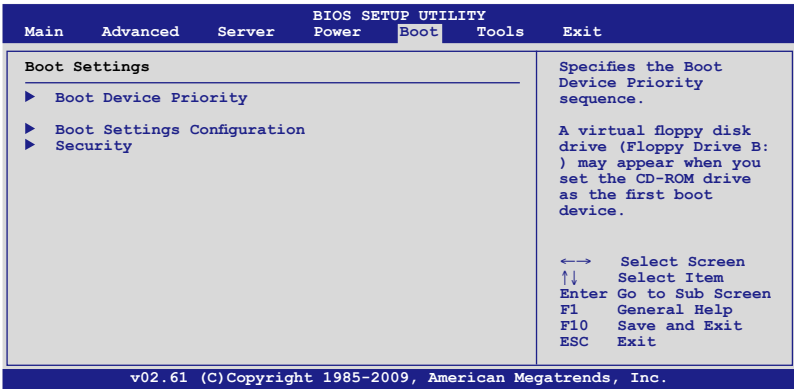 BIOS SETUP UTILITY
Main Advanced Server Power Boot Tools Exit
Boot Settings
Boot Device Priority
Boot Settings Configuration
Security
Specifies the Boot
Device Priority
sequence.
A virtual floppy disk
drive (Floppy Drive B:
) may appear when you
set the CD-ROM drive
as the first boot
device.
←→ Select Screen
↑↓ Select Item
Enter Go to Sub Screen
F1 General Help
F10 Save and Exit
ESC Exit
v02.61 (C)Copyright 1985-2009, American Megatrends, Inc.